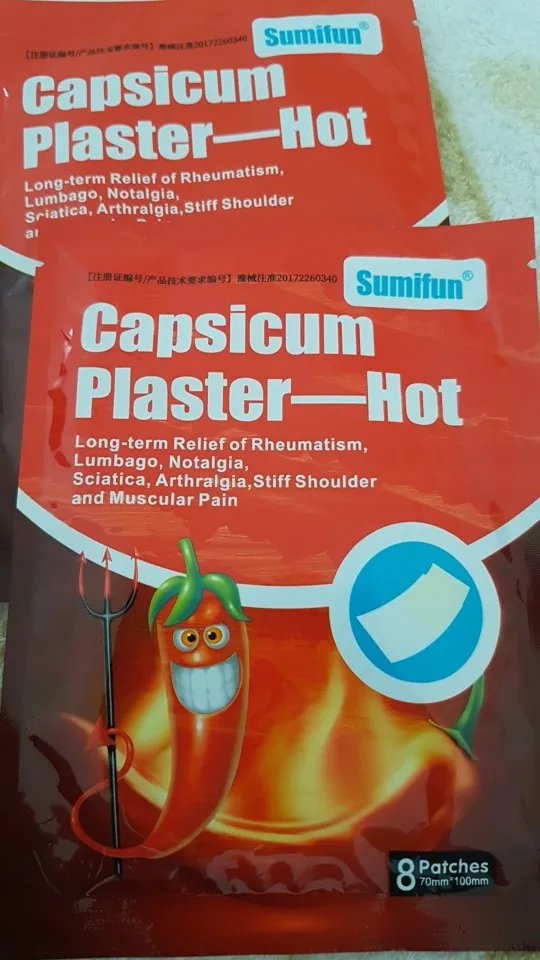 【注册证编号/产品技术要求编号】豫械注准20172260340
Sumifun®
Capsicum
Plaster—Hot
Long-term Relief of Rheumatism,
Lumbago, Notalgia,
Sciatica, Arthralgia,Stiff Shoulder
【注册证编号/产品技术要求编号】豫械注准20172260340
Sumifun®
Capsicum
Plaster—Hot
Long-term Relief of Rheumatism,
Lumbago, Notalgia,
Sciatica, Arthralgia,Stiff Shoulder
and Muscular Pain
8 Patches
70mm*100mm